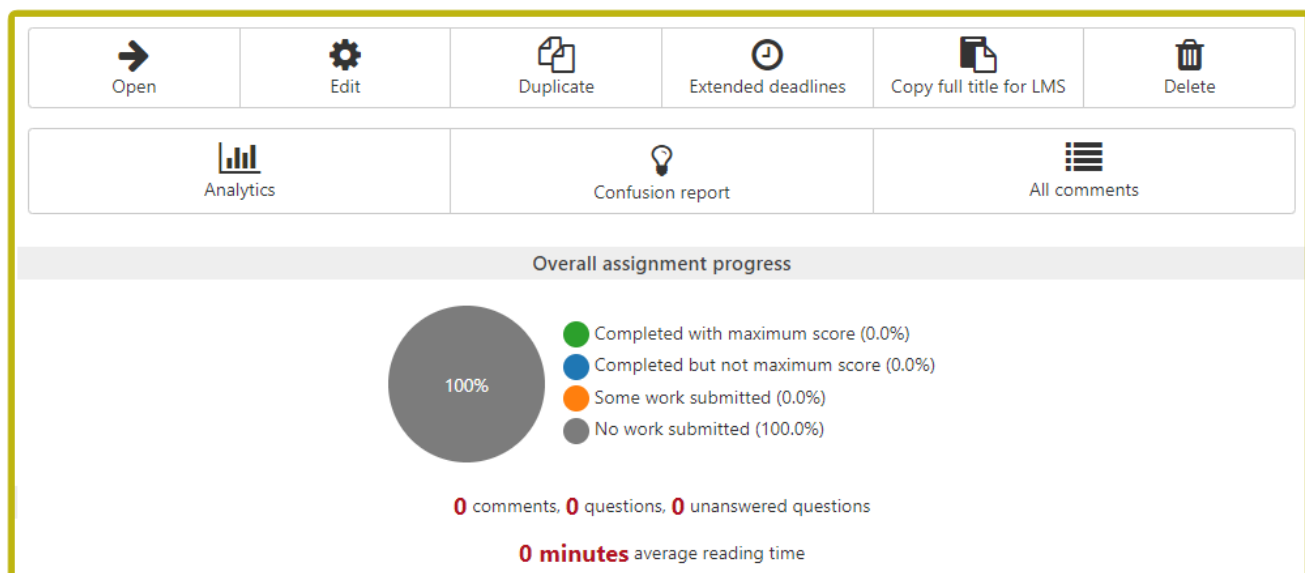 Open
Edit
Duplicate
Extended deadlines
Copy full title for LMS
Delete
Analytics
Confusion report
All comments
Overall assignment progress
100%
Completed with maximum score (0.0%)
Completed but not maximum score (0.0%)
Some work submitted (0.0%)
No work submitted (100.0%)
0 comments, 0 questions, 0 unanswered questions
0 minutes average reading time